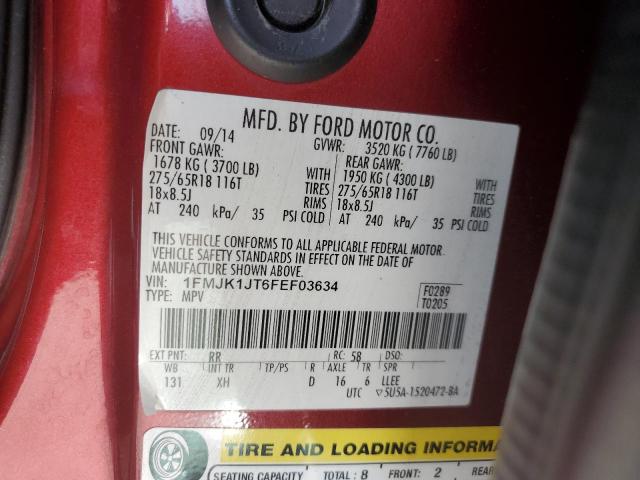 MFD. BY FORD MOTOR CO.
DATE: 09/14 GVWR: 3520 KG ( 7760 LB)
FRONT GAWR: REAR GAWR:
1678 KG ( 3700 LB) WITH 1950 KG ( 4300 LB) WITH
275/65R18 116T TIRES 275/65R18 116T TIRES
18x8.5J RIMS 18x8.5J RIMS
AT 240 kPa/ 35 PSI COLD AT 240 kPa/ 35 PSI COLD
THIS VEHICLE CONFORMS TO ALL APPLICABLE FEDERAL MOTOR
VEHICLE SAFETY STANDARDS IN EFFECT ON THE DATE OF
MANUFACTURE SHOWN ABOVE.
VIN: 1FMJK1JT6FEF03634 F0289
TYPE: MPV T0205
EXT PNT: RR RC: 58 DSO:
WB INT TR TP/PS R AXLE TR SPR
131 XH D 16 6 LLEE
UTC ▽5U5A-1520472-BA
TIRE AND LOADING INFORMA
SEATING CAPACITY TOTAL: 8 FRONT: 2 REAR